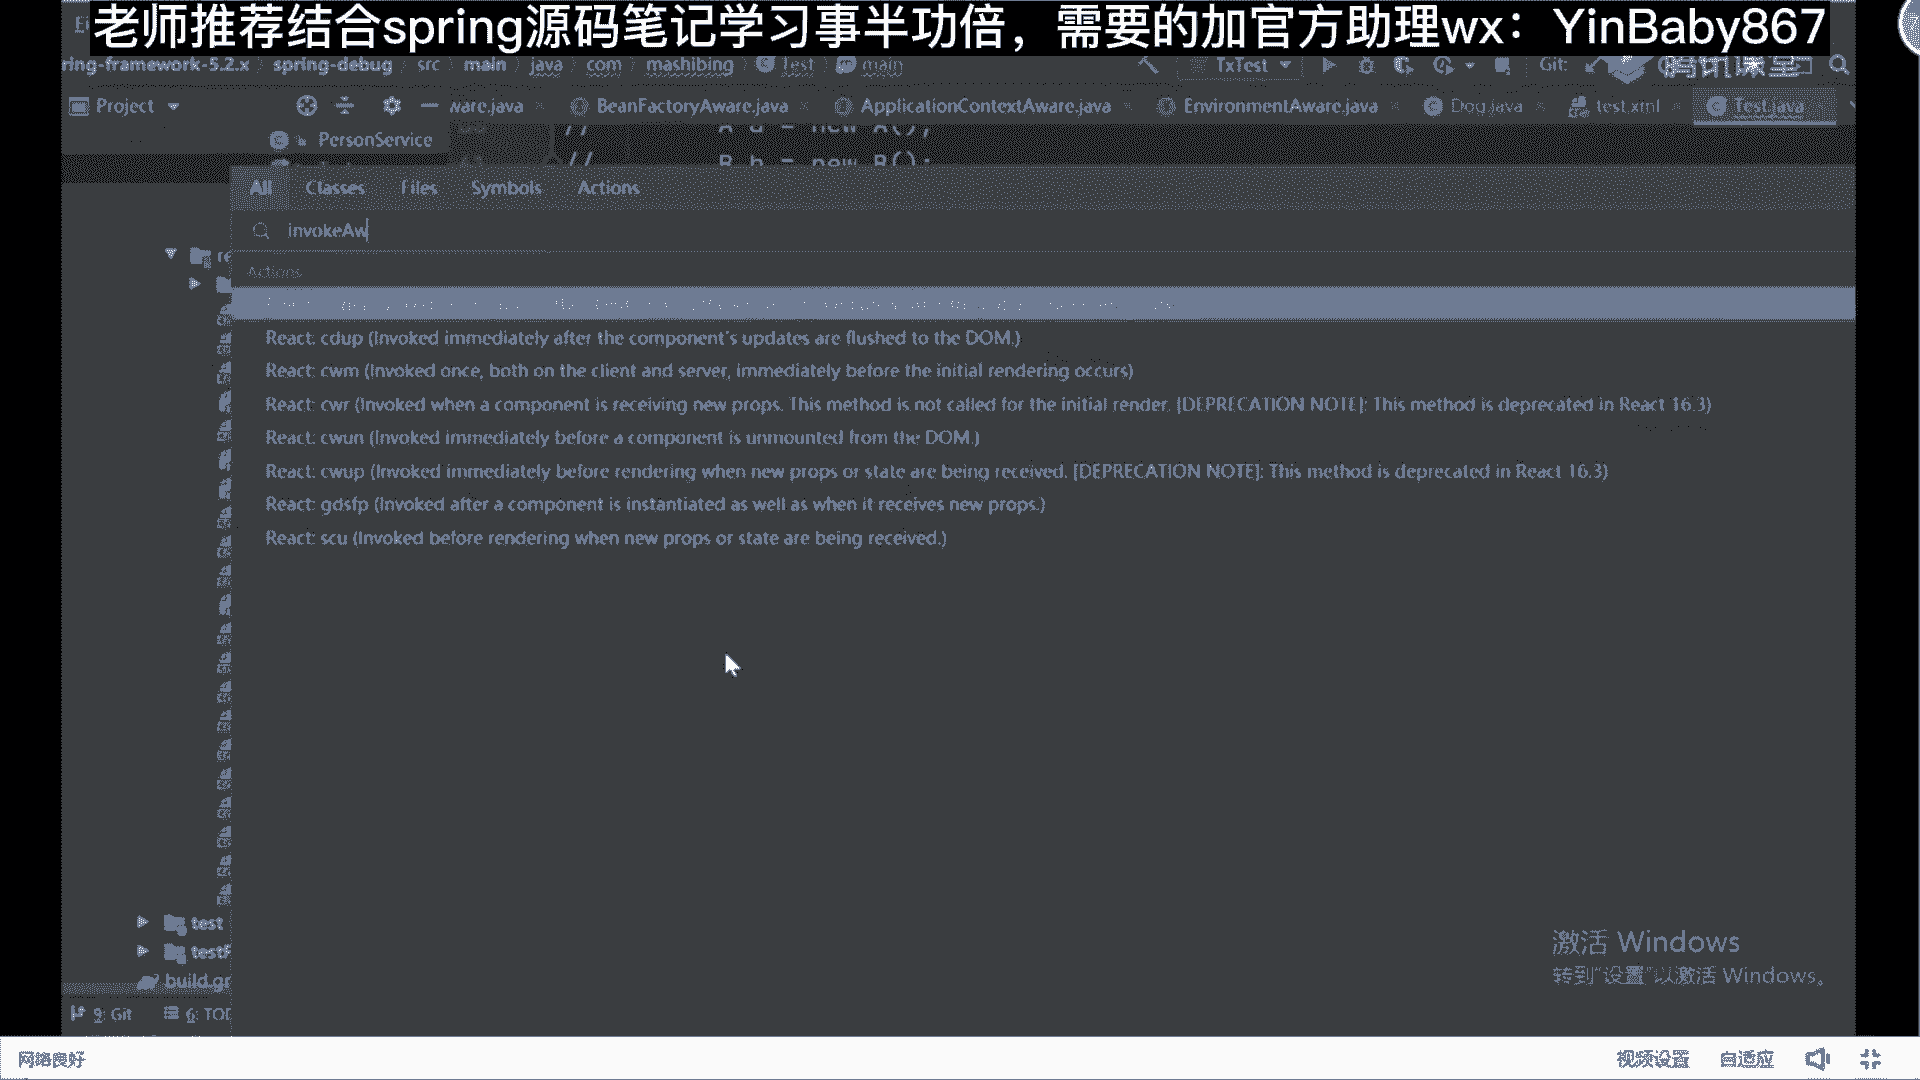 老师推荐结合spring源码笔记学习事半功倍，需要的加官方助理wx：YinBaby867
ring-framework-5.2.x spring-debug src main java com mashibing Test main TxTest Git: 腾讯课堂
Project ware.java BeanFactoryAware.java ApplicationContextAware.java EnvironmentAware.java Dog.java test.xml Test.java
PersonService // A a = new A();
// B b = new B();
All Classes Files Symbols Actions
invokeAw
re
Actions
React: cdup (Invoked immediately after the component's updates are flushed to the DOM.)
React: cwm (Invoked once, both on the client and server, immediately before the initial rendering occurs)
React: cwr (Invoked when a component is receiving new props. This method is not called for the initial render. [DEPRECATION NOTE]: This method is deprecated in React 16.3)
React: cwun (Invoked immediately before a component is unmounted from the DOM.)
React: cwup (Invoked immediately before rendering when new props or state are being received. [DEPRECATION NOTE]: This method is deprecated in React 16.3)
React: gdsfp (Invoked after a component is instantiated as well as when it receives new props.)
React: scu (Invoked before rendering when new props or state are being received.)
test
testF
build.gr
激活 Windows
转到"设置"以激活 Windows。
9: Git 6: TOD
网络良好 视频设置 自适应